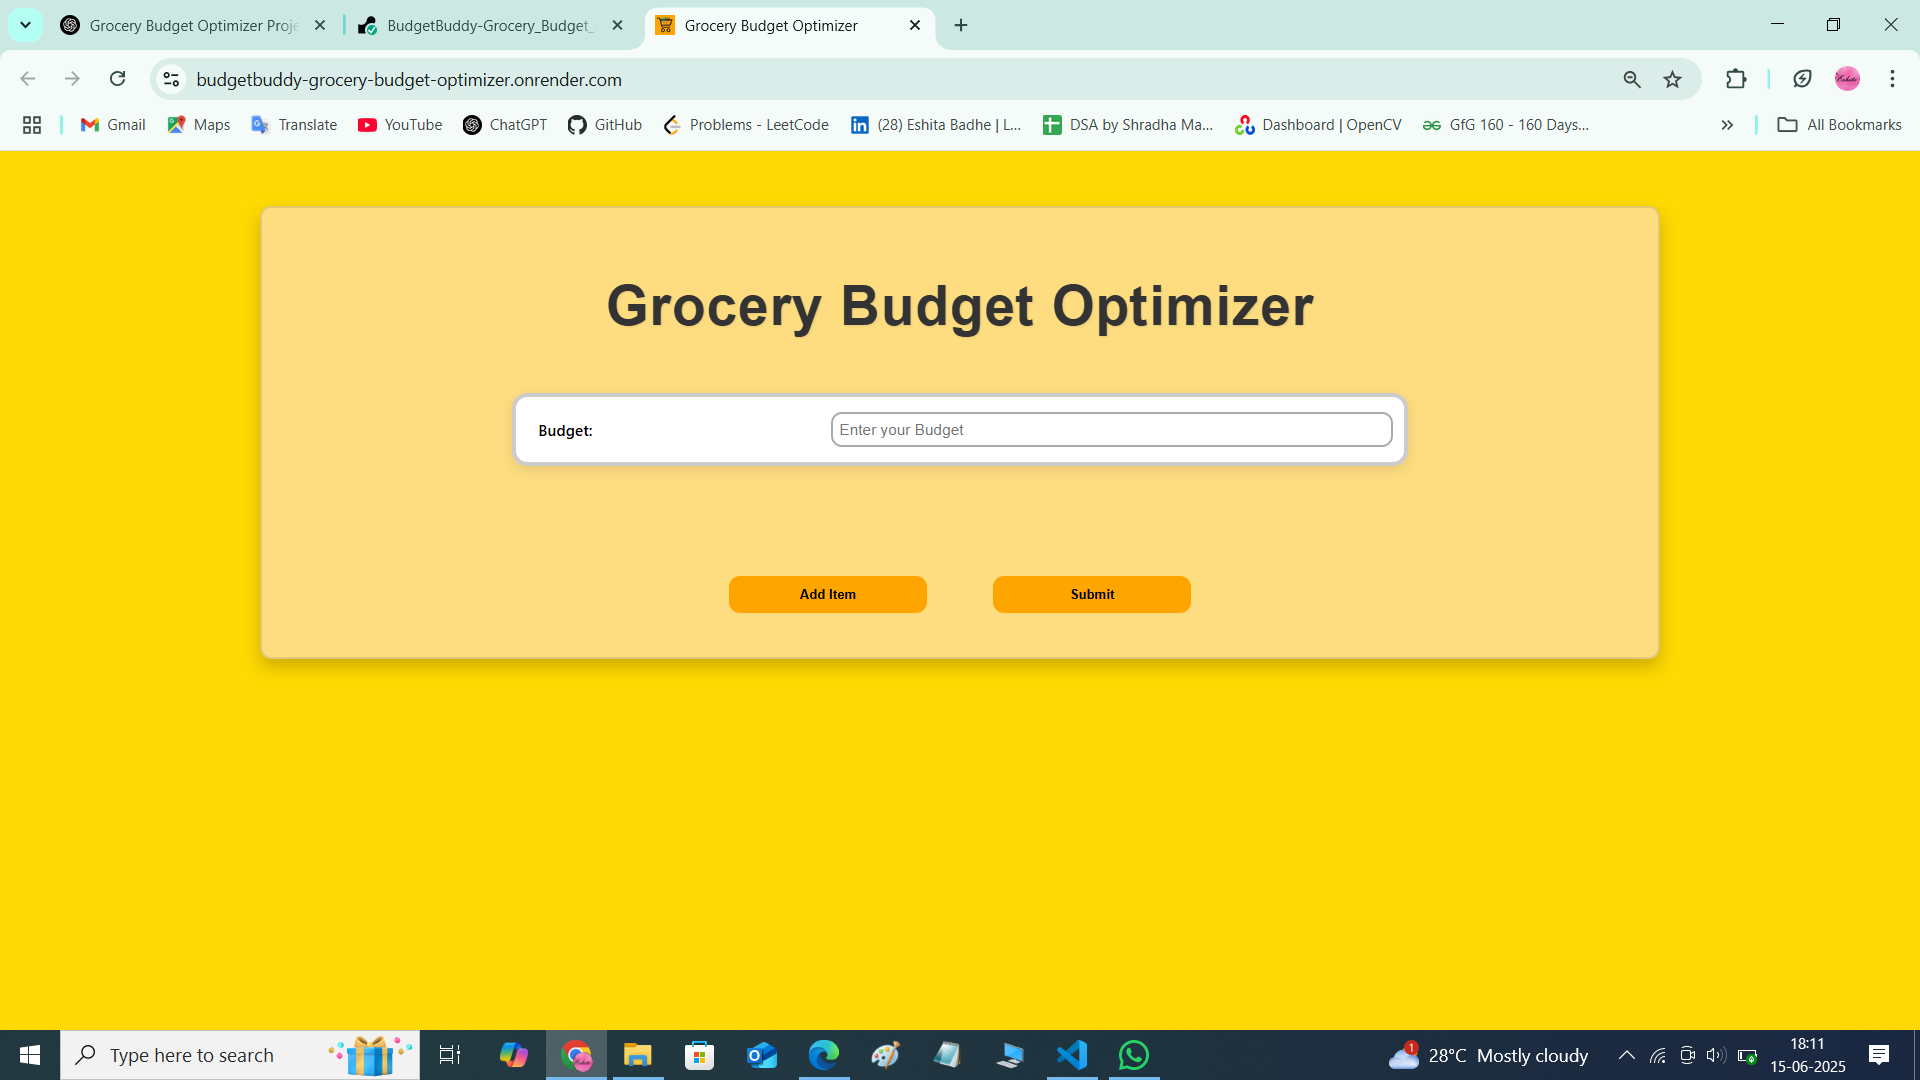 Grocery Budget Optimizer Proje
BudgetBuddy-Grocery_Budget_
Grocery Budget Optimizer
budgetbuddy-grocery-budget-optimizer.onrender.com
Gmail
Maps
Translate
YouTube
ChatGPT
GitHub
Problems - LeetCode
(28) Eshita Badhe | L...
DSA by Shradha Ma...
Dashboard | OpenCV
GfG 160 - 160 Days...
All Bookmarks
Grocery Budget Optimizer
Budget:
Enter your Budget
Add Item
Submit
Type here to search
1
28°C Mostly cloudy
18:11
15-06-2025